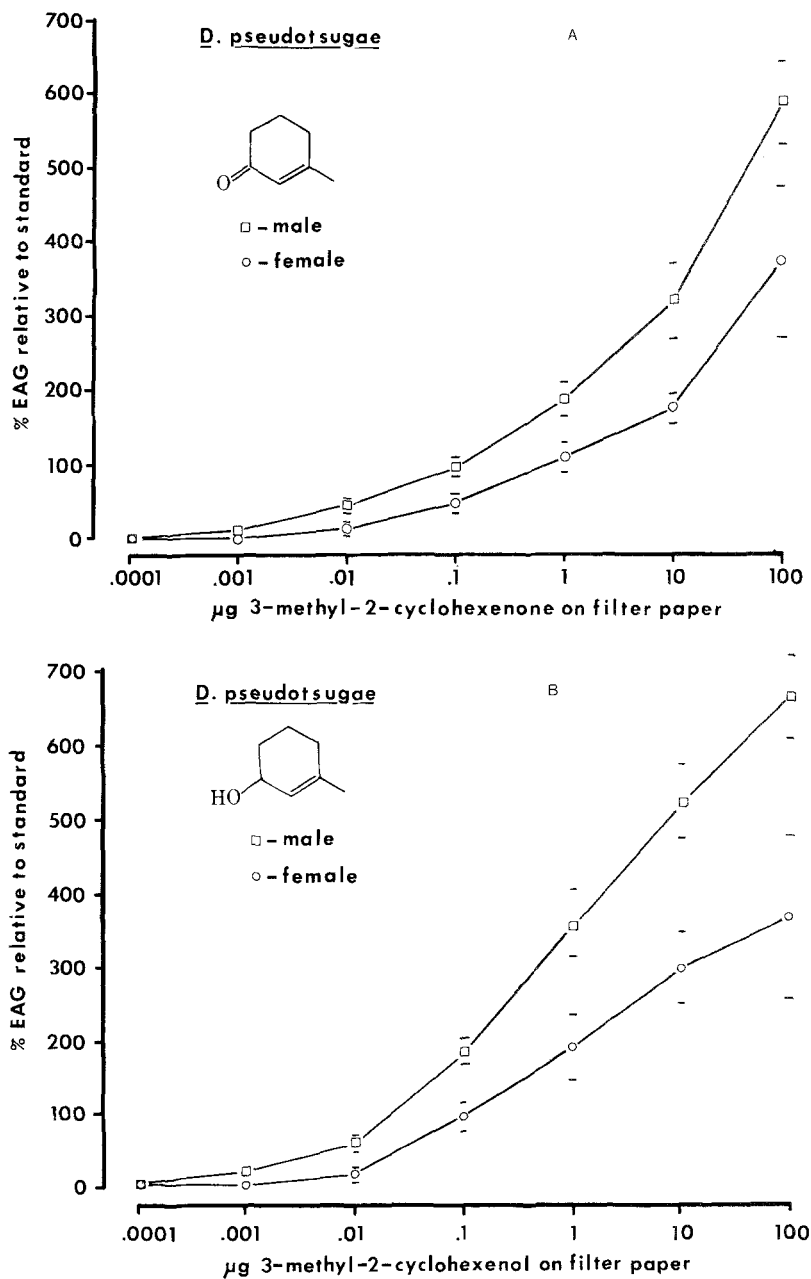 700
600
500
400
300
200
100
0
% EAG relative to standard
D. pseudotsugae
A
O
□ - male
○ - female
.0001 .001 .01 .1 1 10 100
µg 3-methyl-2-cyclohexenone on filter paper
700
600
500
400
300
200
100
0
% EAG relative to standard
D. pseudotsugae
B
HO
□ - male
○ - female
.0001 .001 .01 .1 1 10 100
µg 3-methyl-2-cyclohexenol on filter paper